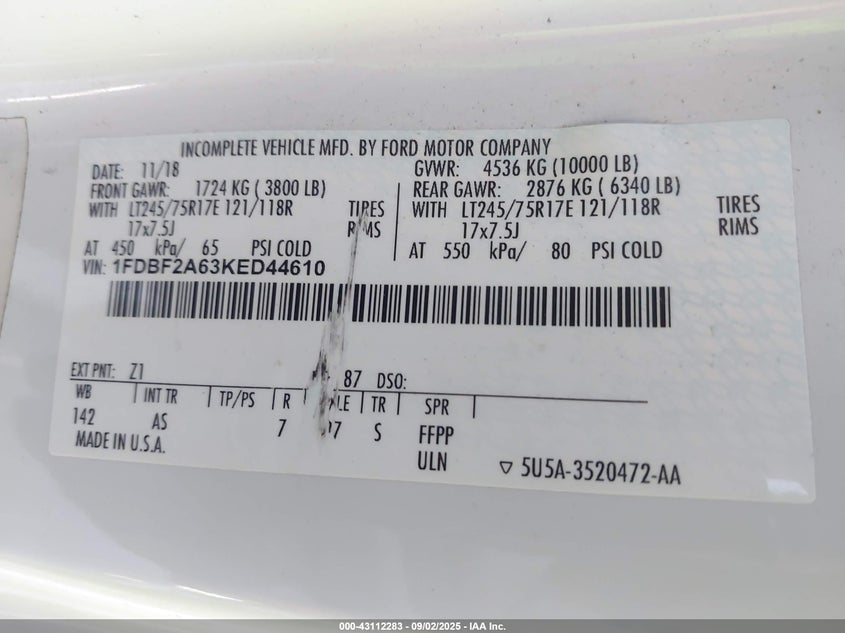 INCOMPLETE VEHICLE MFD. BY FORD MOTOR COMPANY
DATE: 11/18 GVWR: 4536 KG (10000 LB)
FRONT GAWR: 1724 KG ( 3800 LB) REAR GAWR: 2876 KG ( 6340 LB)
WITH LT245/75R17E 121/118R TIRES WITH LT245/75R17E 121/118R TIRES
17x7.5J RIMS 17x7.5J RIMS
AT 450 kPa/ 65 PSI COLD AT 550 kPa/ 80 PSI COLD
VIN: 1FDBF2A63KED44610
EXT PNT: Z1 87 DSO:
WB INT TR TP/PS R TR SPR
142 AS 7 S FFPP
MADE IN U.S.A. ULN
5U5A-3520472-AA
000-43112283 - 09/02/2025 - IAA Inc.